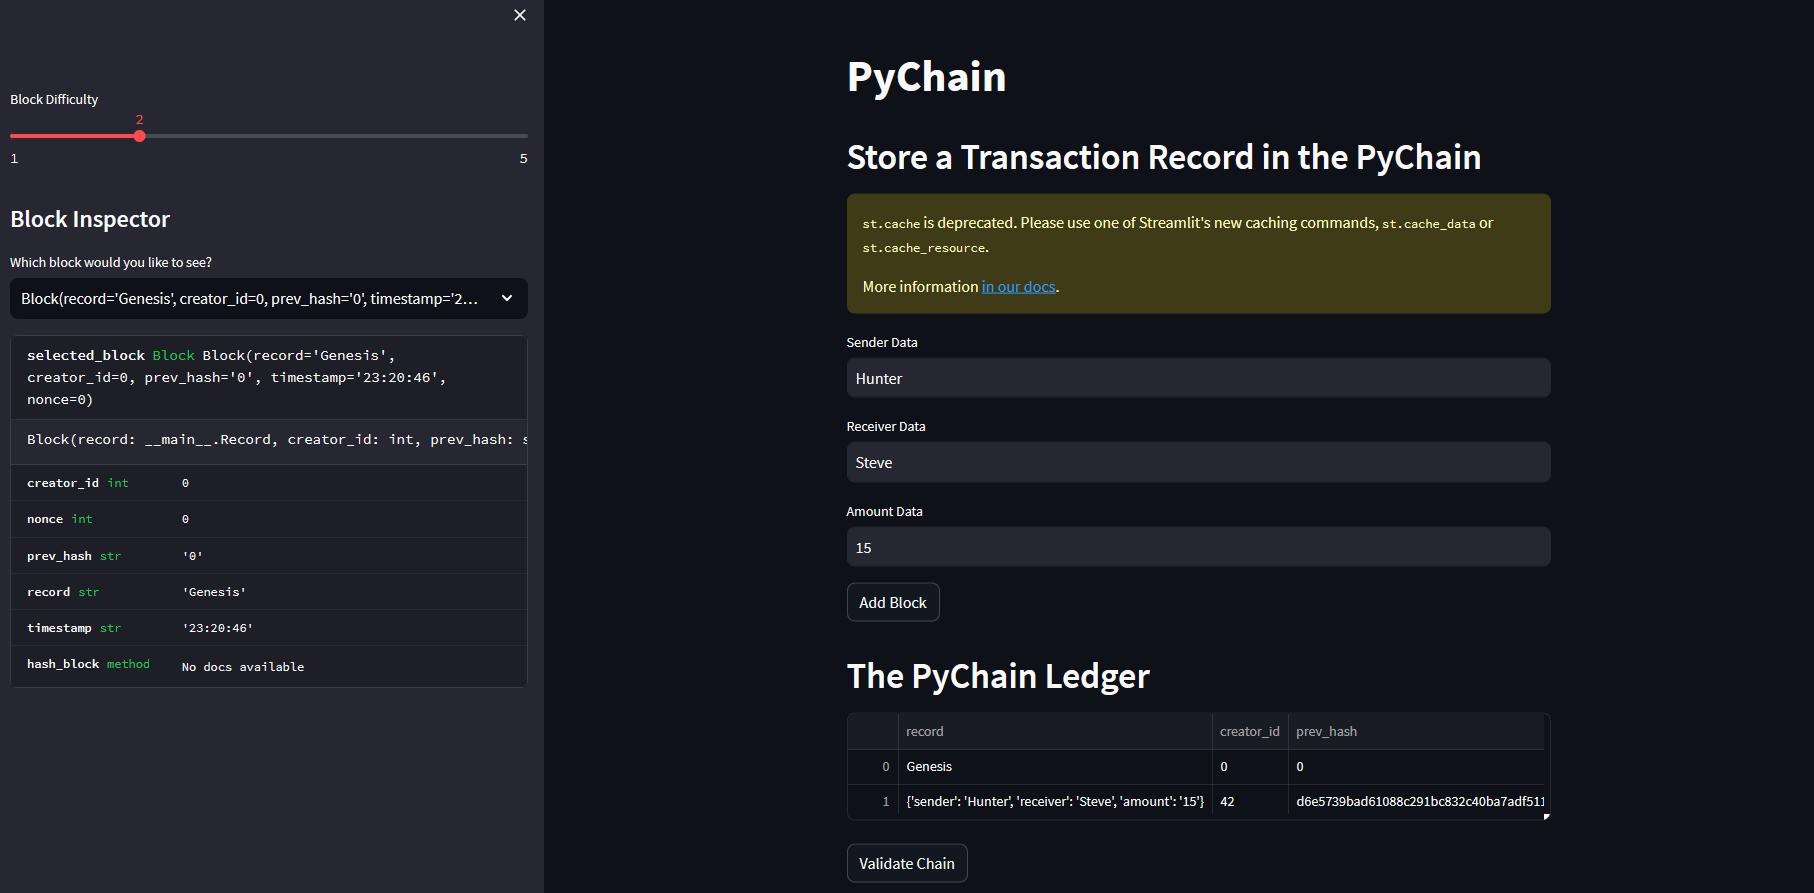 Block Difficulty
2
1 5
Block Inspector
Which block would you like to see?
Block(record='Genesis', creator_id=0, prev_hash='0', timestamp='2...
selected_block Block Block(record='Genesis',
creator_id=0, prev_hash='0', timestamp='23:20:46',
nonce=0)
Block(record: __main__.Record, creator_id: int, prev_hash: s
creator_id int 0
nonce int 0
prev_hash str '0'
record str 'Genesis'
timestamp str '23:20:46'
hash_block method No docs available
PyChain
Store a Transaction Record in the PyChain
st.cache is deprecated. Please use one of Streamlit's new caching commands, st.cache_data or
st.cache_resource.
More information in our docs.
Sender Data
Hunter
Receiver Data
Steve
Amount Data
15
Add Block
The PyChain Ledger
record creator_id prev_hash
0 Genesis 0 0
1 {'sender': 'Hunter', 'receiver': 'Steve', 'amount': '15'} 42 d6e5739bad61088c291bc832c40ba7adf511
Validate Chain